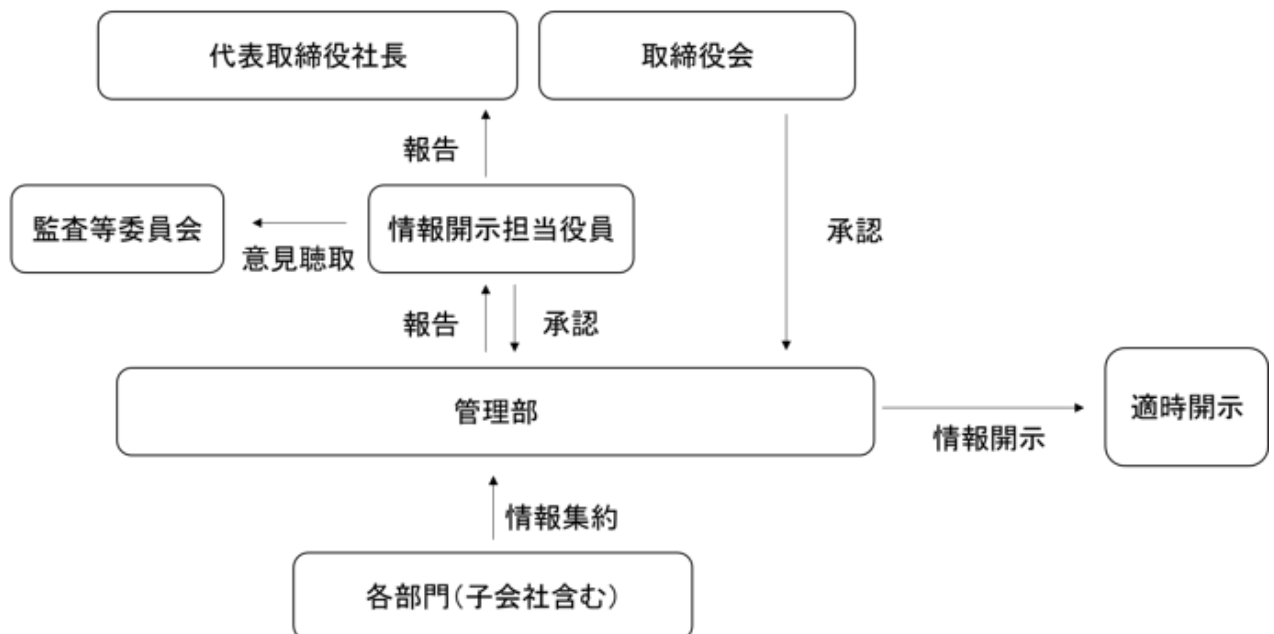 代表取締役社長
取締役会
報告
監査等委員会
情報開示担当役員
意見聴取
承認
報告
承認
管理部
適時開示
情報開示
情報集約
各部門(子会社含む)